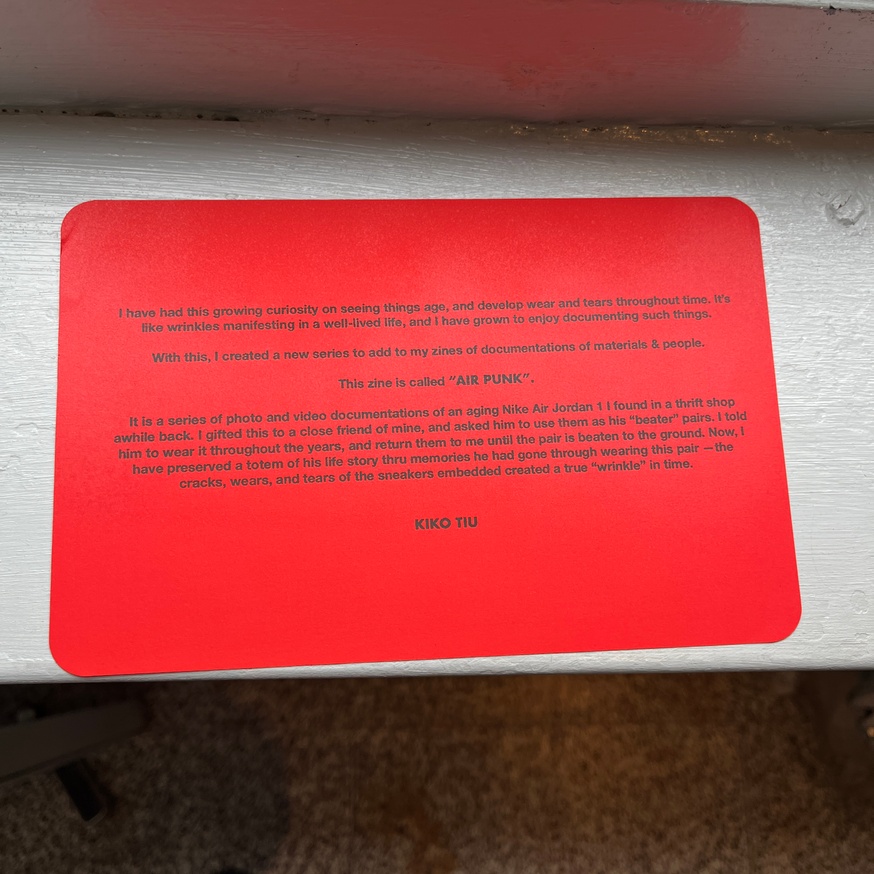 I have had this growing curiosity on seeing things age, and develop wear and tears throughout time. It's
like wrinkles manifesting in a well-lived life, and I have grown to enjoy documenting such things.
With this, I created a new series to add to my zines of documentations of materials & people.
This zine is called “AIR PUNK”.
It is a series of photo and video documentations of an aging Nike Air Jordan 1 I found in a thrift shop
awhile back. I gifted this to a close friend of mine, and asked him to use them as his “beater” pairs. I told
him to wear it throughout the years, and return them to me until the pair is beaten to the ground. Now, I
have preserved a totem of his life story thru memories he had gone through wearing this pair —the
cracks, wears, and tears of the sneakers embedded created a true “wrinkle” in time.
KIKO TIU